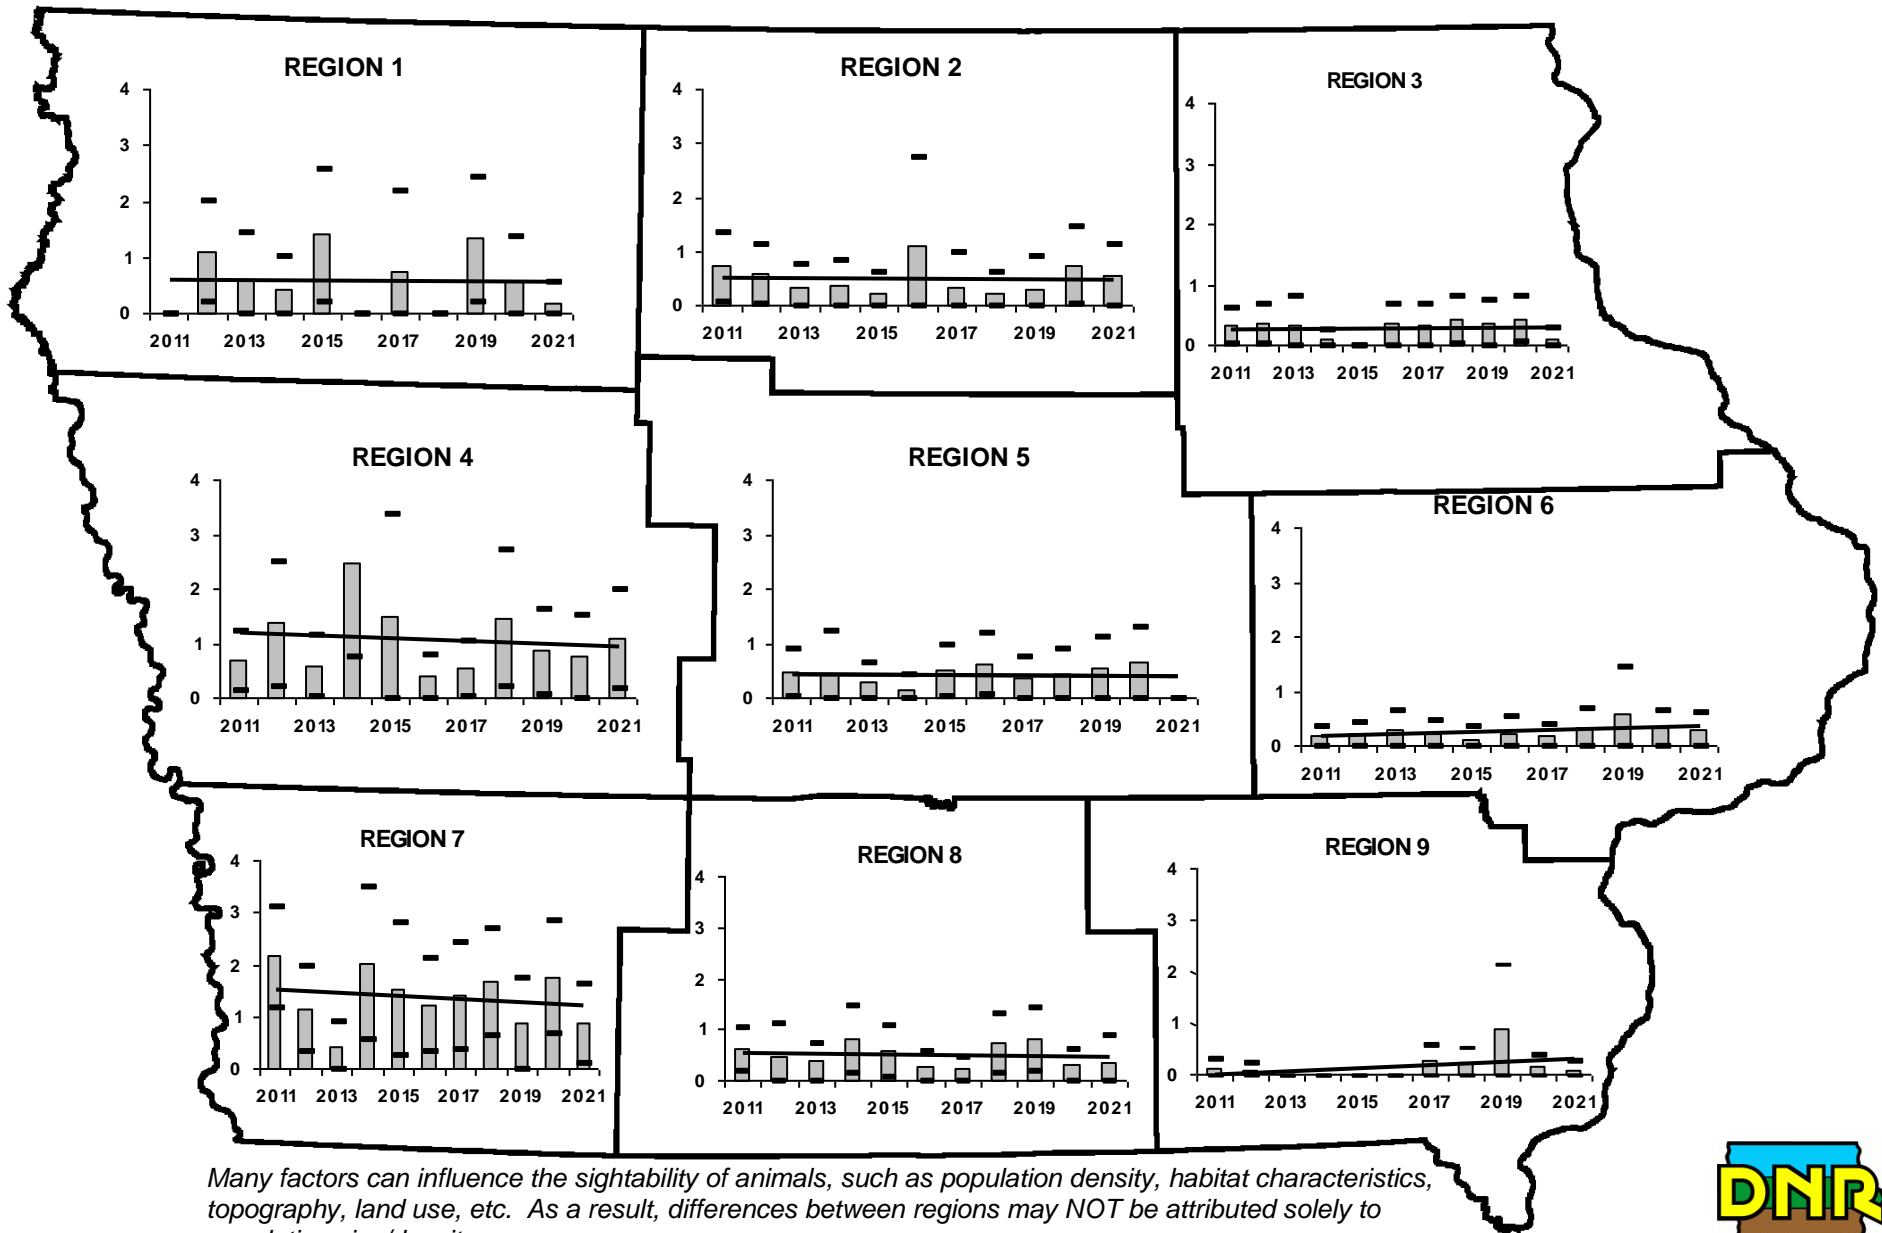 REGION 1
4
3
2
1
0
2011 2013 2015 2017 2019 2021
REGION 2
4
3
2
1
0
2011 2013 2015 2017 2019 2021
REGION 3
4
3
2
1
0
2011 2013 2015 2017 2019 2021
REGION 4
4
3
2
1
0
2011 2013 2015 2017 2019 2021
REGION 5
4
3
2
1
0
2011 2013 2015 2017 2019 2021
REGION 6
4
3
2
1
0
2011 2013 2015 2017 2019 2021
REGION 7
4
3
2
1
0
2011 2013 2015 2017 2019 2021
REGION 8
4
3
2
1
0
2011 2013 2015 2017 2019 2021
REGION 9
4
3
2
1
0
2011 2013 2015 2017 2019 2021
Many factors can influence the sightability of animals, such as population density, habitat characteristics,
topography, land use, etc. As a result, differences between regions may NOT be attributed solely to
DNR